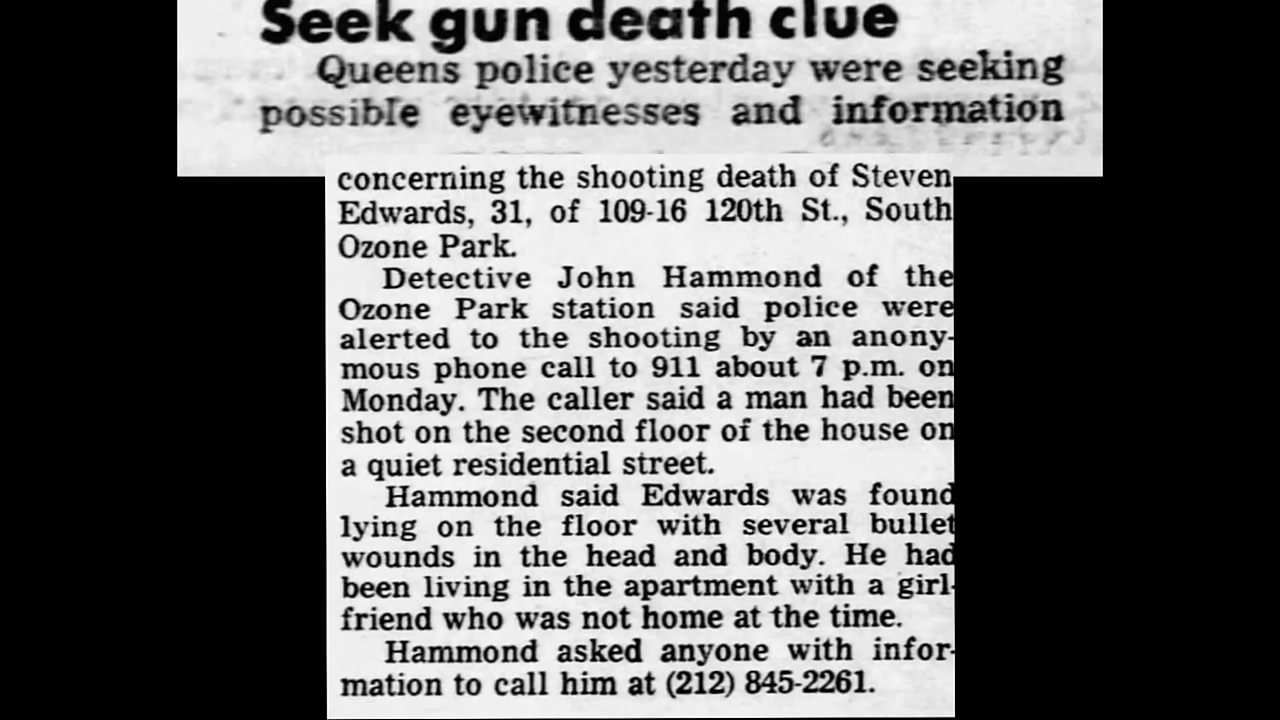 Seek gun death clue
Queens police yesterday were seeking
possible eyewitnesses and information
concerning the shooting death of Steven
Edwards, 31, of 109-16 120th St., South
Ozone Park.
Detective John Hammond of the
Ozone Park station said police were
alerted to the shooting by an anony-
mous phone call to 911 about 7 p.m. on
Monday. The caller said a man had been
shot on the second floor of the house on
a quiet residential street.
Hammond said Edwards was found
lying on the floor with several bullet
wounds in the head and body. He had
been living in the apartment with a girl-
friend who was not home at the time.
Hammond asked anyone with infor-
mation to call him at (212) 845-2261.